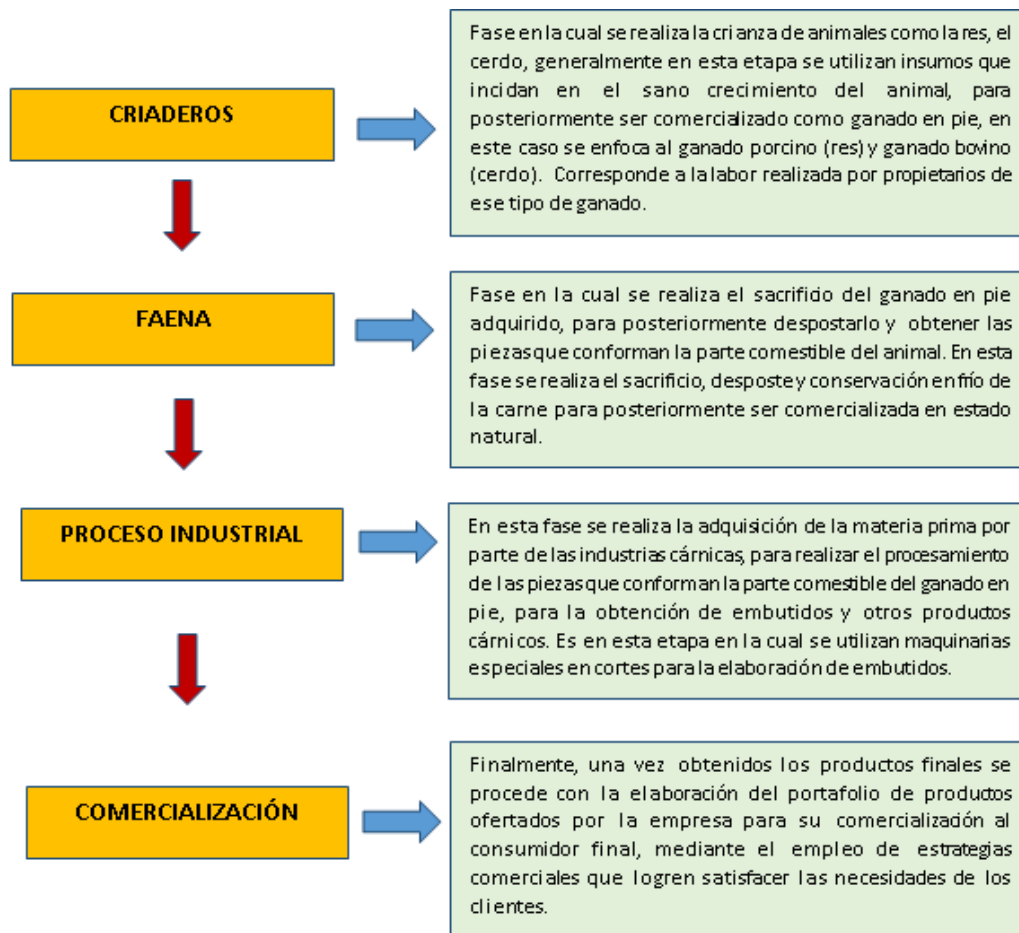 CRIADEROS
Fase en la cual se realiza la crianza de animales como la res, el
cerdo, generalmente en esta etapa se utilizan insumos que
incidan en el sano crecimiento del animal, para
posteriormente ser comercializado como ganado en pie, en
este caso se enfoca al ganado porcino (res) y ganado bovino
(cerdo). Corresponde a la labor realizada por propietarios de
ese tipo de ganado.
FAENA
Fase en la cual se realiza el sacrificio del ganado en pie
adquirido, para posteriormente despostarlo y obtener las
piezas que conforman la parte comestible del animal. En esta
fase se realiza el sacrificio, desposte y conservación en frío de
la carne para posteriormente ser comercializada en estado
natural.
PROCESO INDUSTRIAL
En esta fase se realiza la adquisición de la materia prima por
parte de las industrias cárnicas, para realizar el procesamiento
de las piezas que conforman la parte comestible del ganado en
pie, para la obtención de embutidos y otros productos
cárnicos. Es en esta etapa en la cual se utilizan maquinarias
especiales en cortes para la elaboración de embutidos.
COMERCIALIZACIÓN
Finalmente, una vez obtenidos los productos finales se
procede con la elaboración del portafolio de productos
ofertados por la empresa para su comercialización al
consumidor final, mediante el empleo de estrategias
comerciales que logren satisfacer las necesidades de los
clientes.